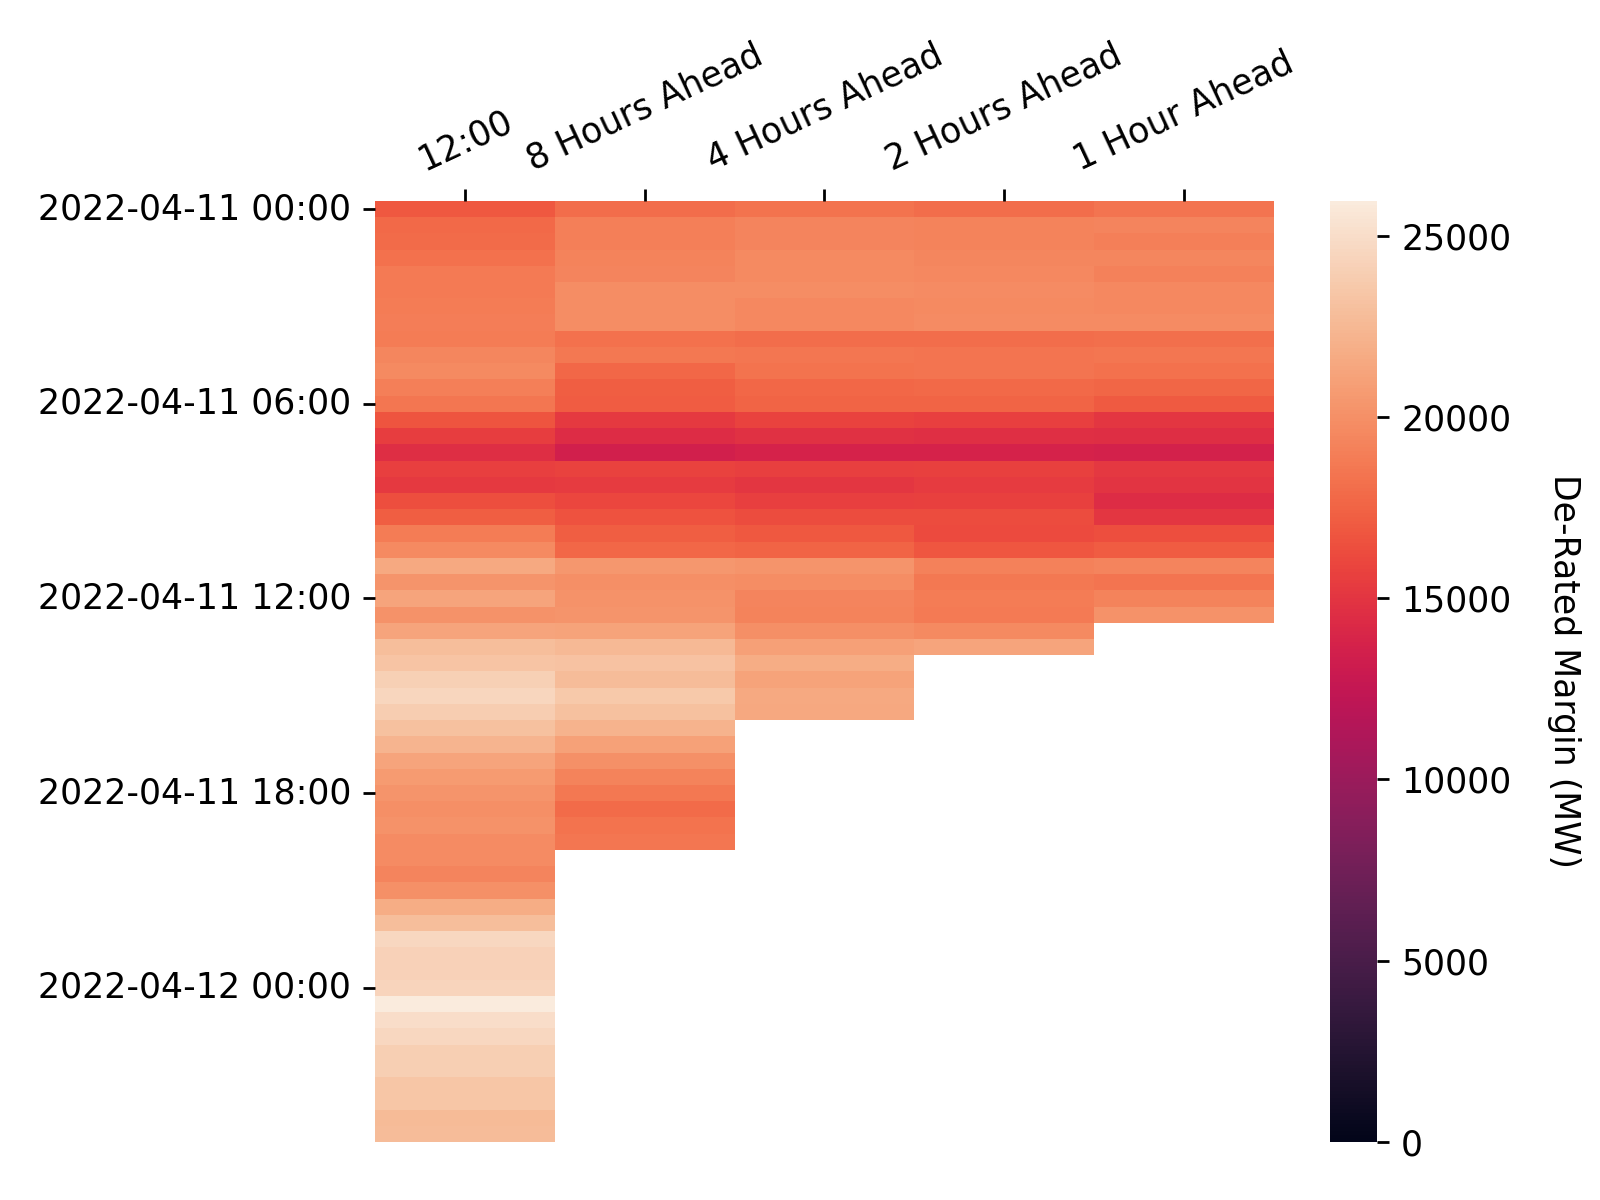 12:00
8 Hours Ahead
4 Hours Ahead
2 Hours Ahead
1 Hour Ahead
2022-04-11 00:00
2022-04-11 06:00
2022-04-11 12:00
2022-04-11 18:00
2022-04-12 00:00
25000
20000
15000
10000
5000
0
De-Rated Margin (MW)